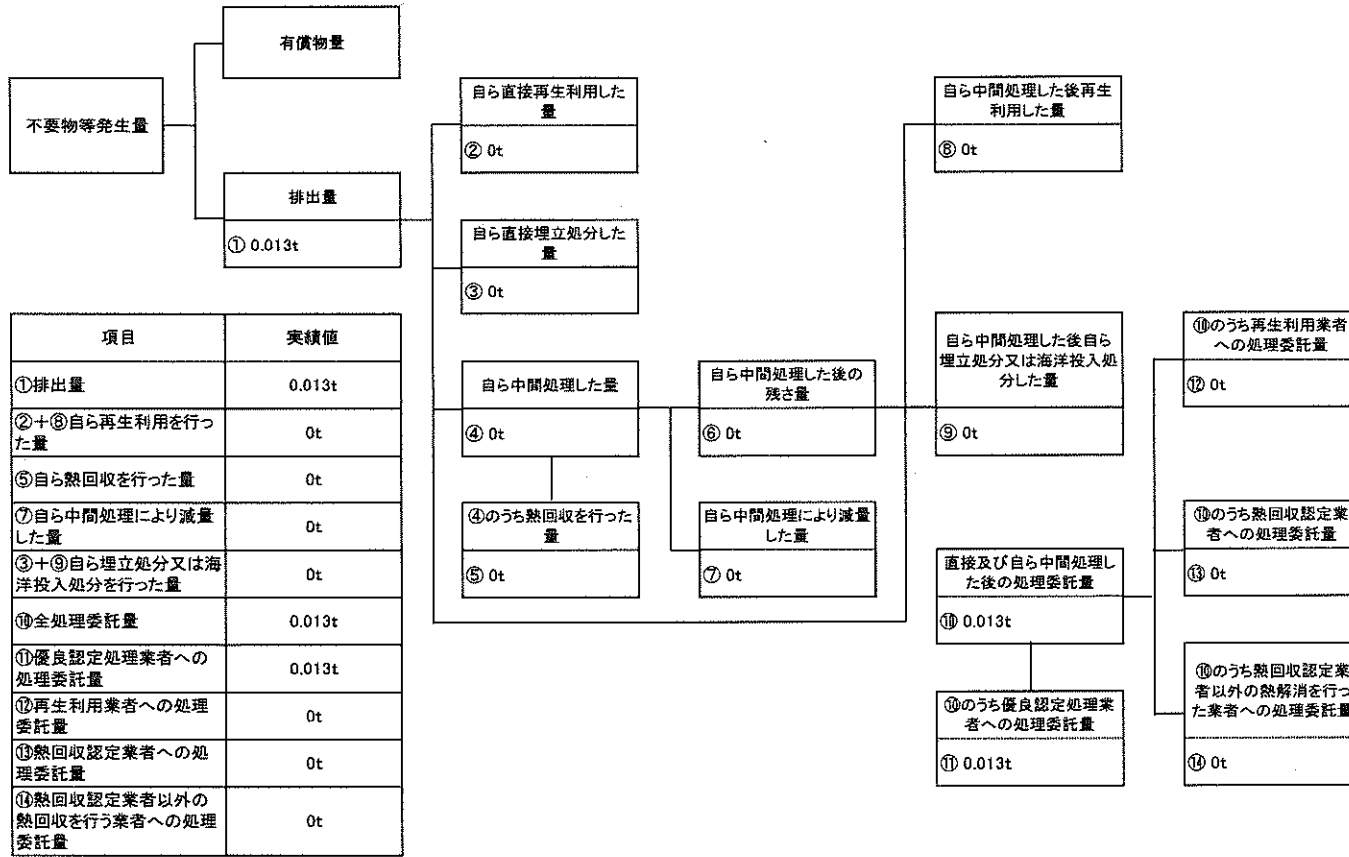 有償物量
不要物等発生量
排出量
① 0.013t
自ら直接再生利用した
量
② 0t
自ら直接埋立処分した
量
③ 0t
自ら中間処理した量
④ 0t
④のうち熱回収を行った
量
⑤ 0t
自ら中間処理した後の
残さ量
⑥ 0t
自ら中間処理により減量
した量
⑦ 0t
自ら中間処理した後再生
利用した量
⑧ 0t
自ら中間処理した後自ら
埋立処分又は海洋投入処
分した量
⑨ 0t
直接及び自ら中間処理し
た後の処理委託量
⑩ 0.013t
⑩のうち優良認定処理業
者への処理委託量
⑪ 0.013t
⑩のうち再生利用業者
への処理委託量
⑫ 0t
⑩のうち熱回収認定業
者への処理委託量
⑬ 0t
⑩のうち熱回収認定業
者以外の熱解消を行っ
た業者への処理委託量
⑭ 0t
項目 実績値
①排出量 0.013t
②+⑧自ら再生利用を行っ
た量 0t
⑤自ら熱回収を行った量 0t
⑦自ら中間処理により減量
した量 0t
③+⑨自ら埋立処分又は海
洋投入処分を行った量 0t
⑩全処理委託量 0.013t
⑪優良認定処理業者への
処理委託量 0.013t
⑫再生利用業者への処理
委託量 0t
⑬熱回収認定業者への処
理委託量 0t
⑭熱回収認定業者以外の
熱回収を行う業者への処理
委託量 0t